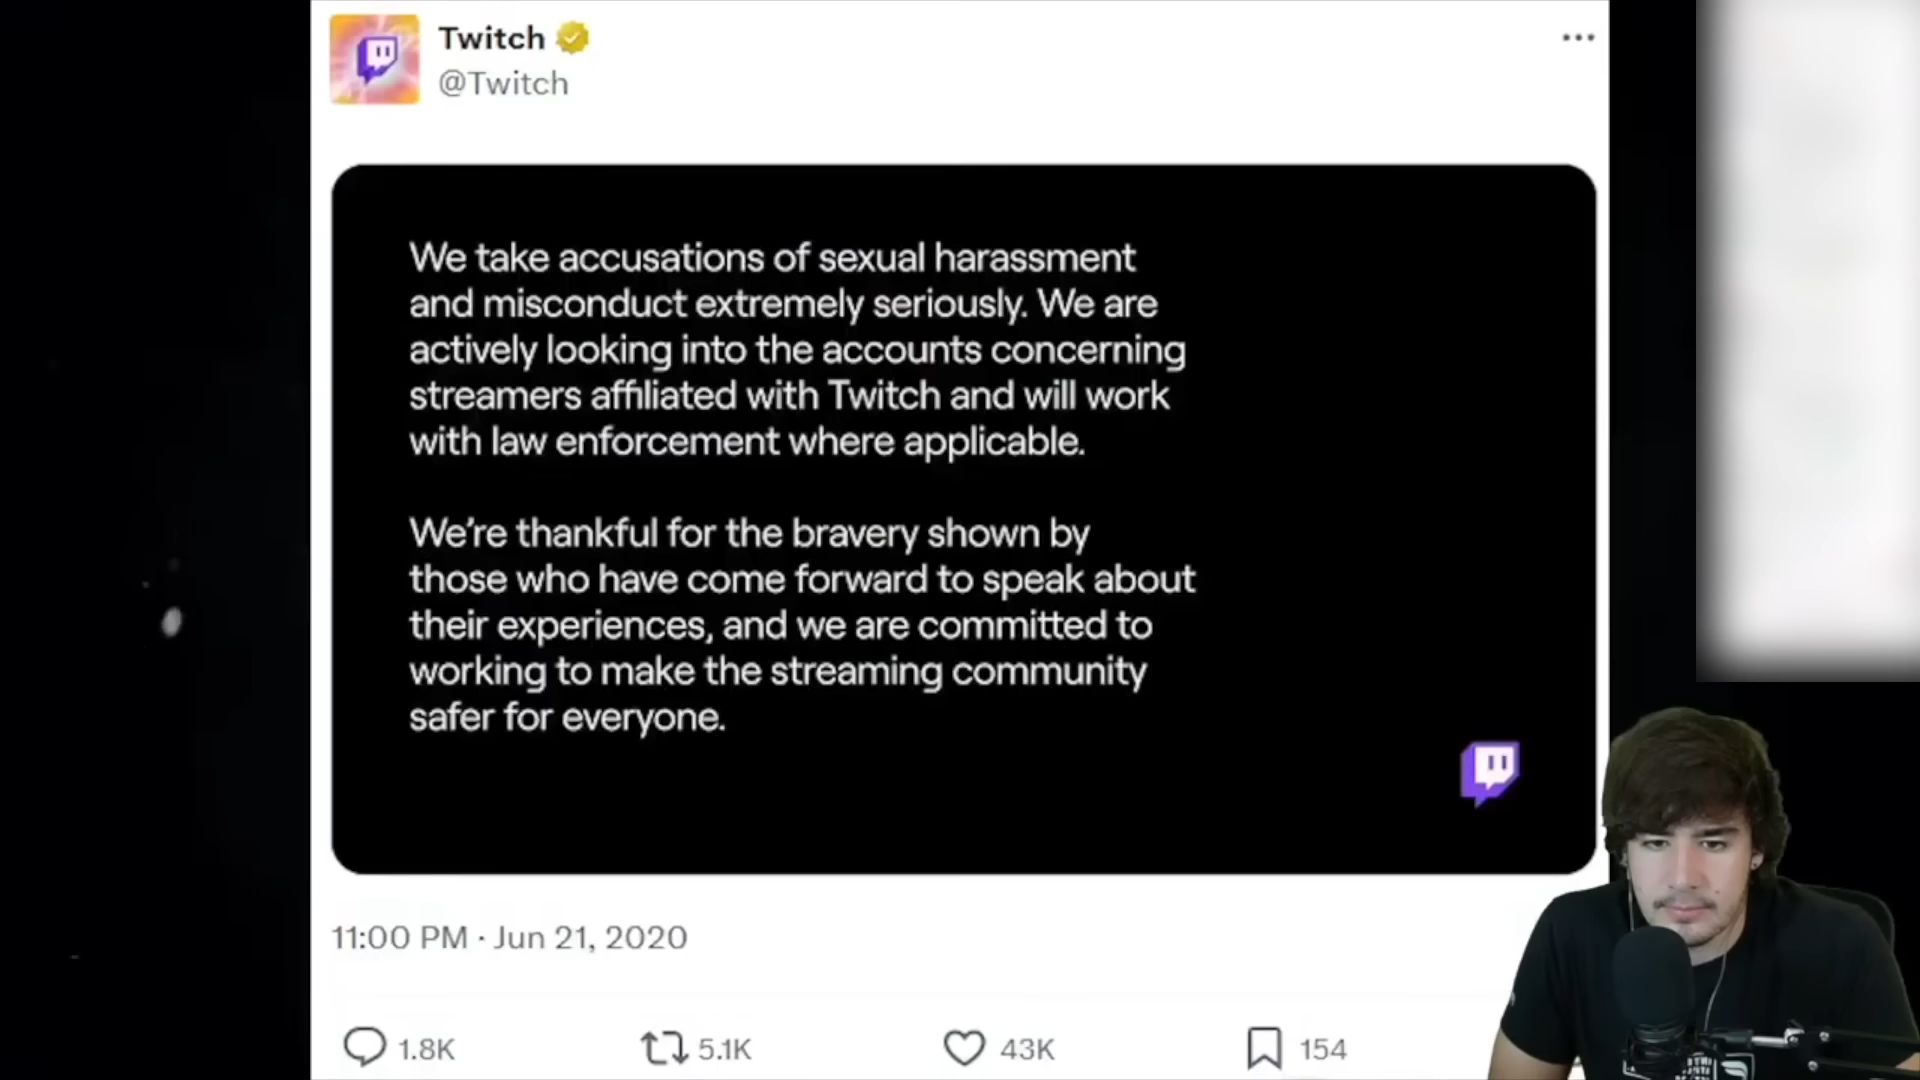 Twitch
@Twitch
We take accusations of sexual harassment
and misconduct extremely seriously. We are
actively looking into the accounts concerning
streamers affiliated with Twitch and will work
with law enforcement where applicable.
We're thankful for the bravery shown by
those who have come forward to speak about
their experiences, and we are committed to
working to make the streaming community
safer for everyone.
11:00 PM · Jun 21, 2020
1.8K 5.1K 43K 154